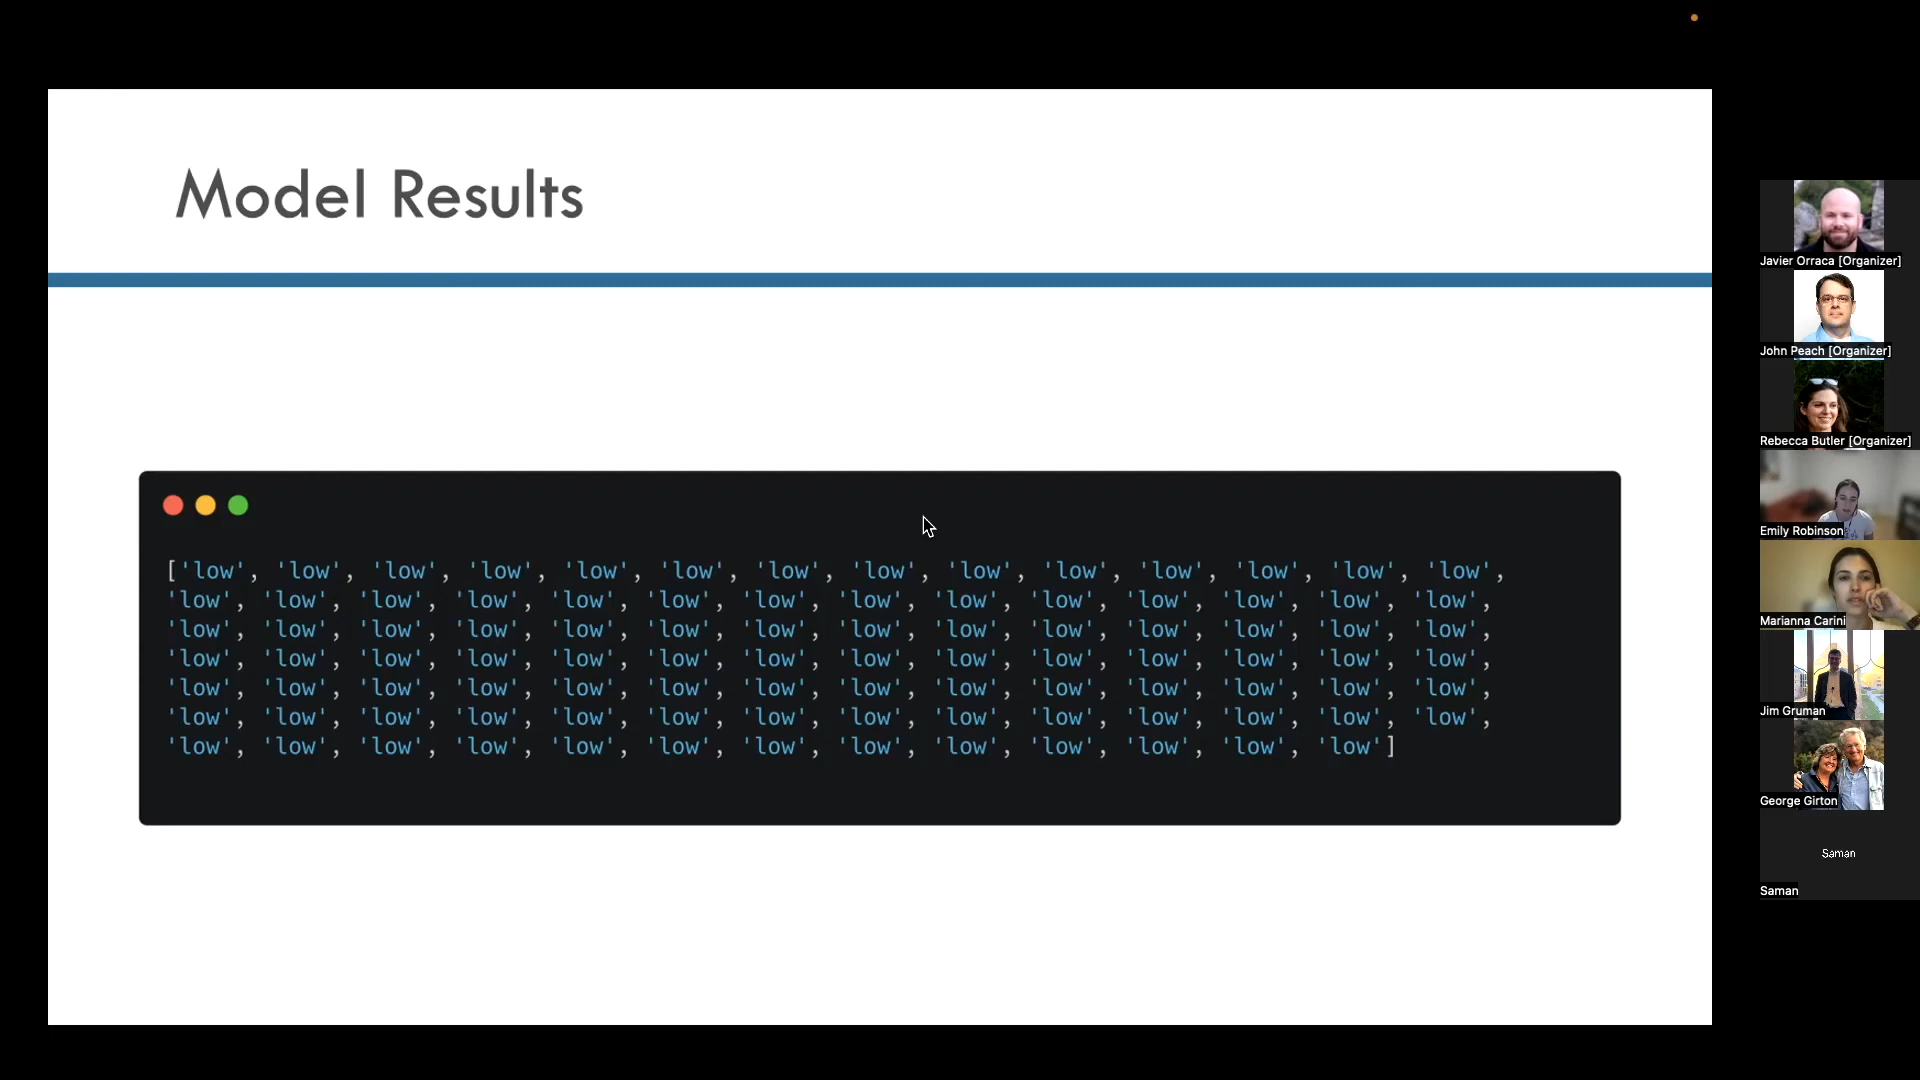 Model Results
['low', 'low', 'low', 'low', 'low', 'low', 'low', 'low', 'low', 'low', 'low', 'low', 'low', 'low',
'low', 'low', 'low', 'low', 'low', 'low', 'low', 'low', 'low', 'low', 'low', 'low', 'low', 'low',
'low', 'low', 'low', 'low', 'low', 'low', 'low', 'low', 'low', 'low', 'low', 'low', 'low', 'low',
'low', 'low', 'low', 'low', 'low', 'low', 'low', 'low', 'low', 'low', 'low', 'low', 'low', 'low',
'low', 'low', 'low', 'low', 'low', 'low', 'low', 'low', 'low', 'low', 'low', 'low', 'low', 'low',
'low', 'low', 'low', 'low', 'low', 'low', 'low', 'low', 'low', 'low', 'low', 'low', 'low', 'low',
'low', 'low', 'low', 'low', 'low', 'low', 'low', 'low', 'low', 'low', 'low', 'low', 'low']
Javier Orraca [Organizer]
John Peach [Organizer]
Rebecca Butler [Organizer]
Emily Robinson
Marianna Carini
Jim Gruman
George Girton
Saman
Saman